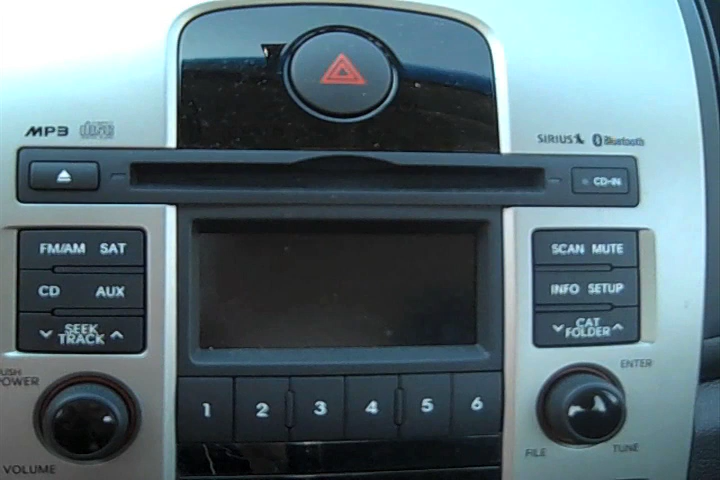 MP3
SIRIUS Bluetooth
CD-IN
FM/AM SAT
SCAN MUTE
CD AUX
INFO SETUP
SEEK
TRACK
CAT
FOLDER
PUSH
POWER
ENTER
1 2 3 4 5 6
VOLUME
FILE
TUNE